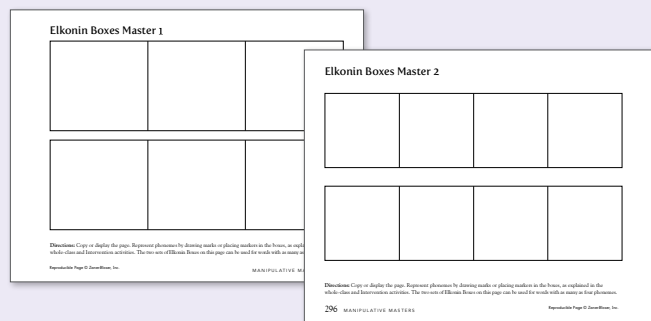 Elkonin Boxes Master 1
Directions: Copy or display the page. Represent phonemes by drawing marks or placing markers in the boxes, as
whole-class and Intervention activities. The two sets of Elkonin Boxes on this page can be used for words with as many
Reproducible Page © Zaner-Bloser, Inc.
MANIPULATIVE
Elkonin Boxes Master 2
Directions: Copy or display the page. Represent phonemes by drawing marks or placing markers in the boxes, as explained in the
whole-class and Intervention activities. The two sets of Elkonin Boxes on this page can be used for words with as many as four phonemes.
296 MANIPULATIVE MASTERS
Reproducible Page © Zaner-Bloser, Inc.